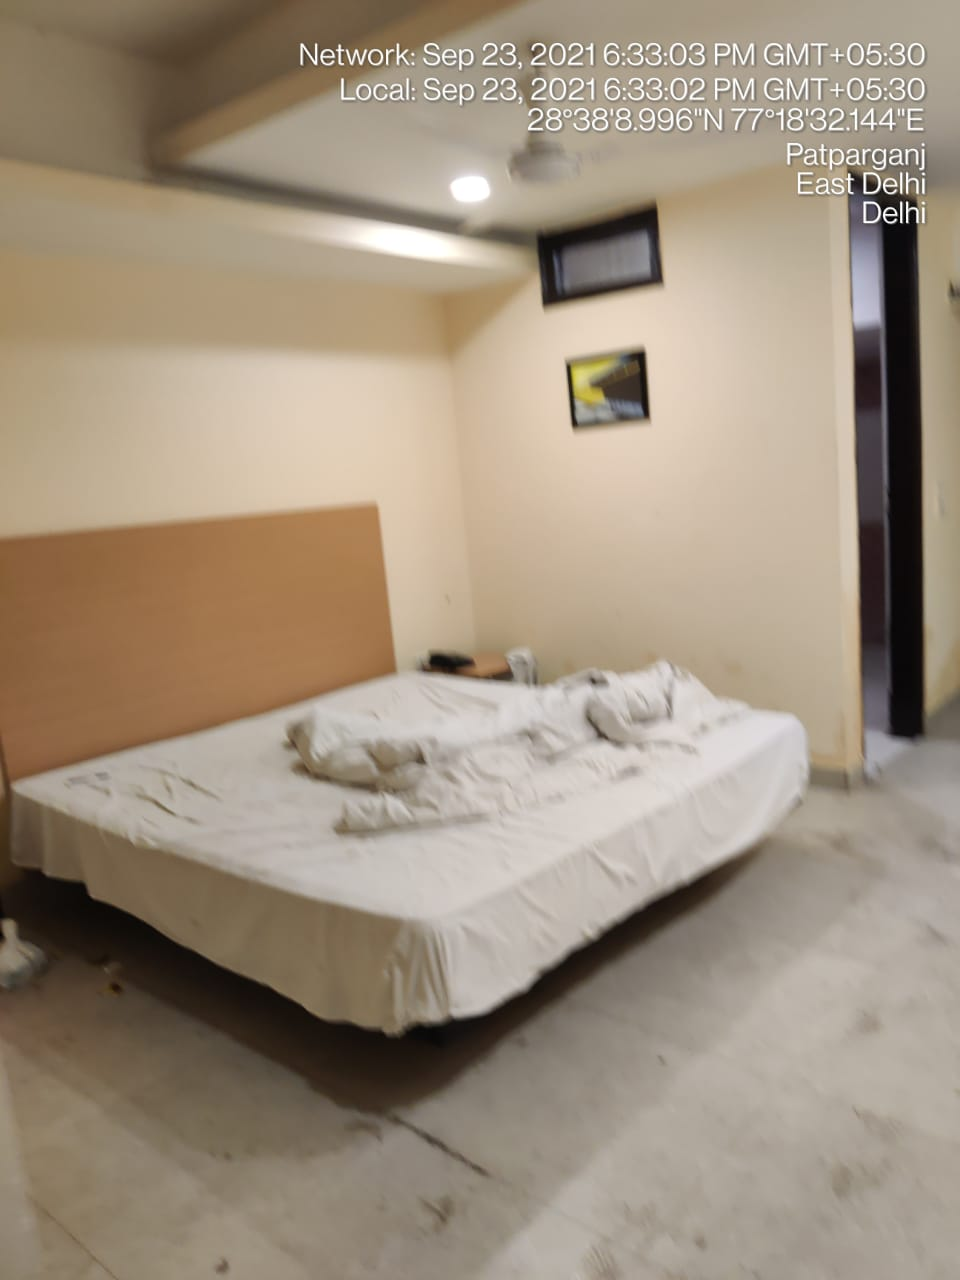 Network: Sep 23, 2021 6:33:03 PM GMT+05:30
Local: Sep 23, 2021 6:33:02 PM GMT+05:30
28°38'8.996"N 77°18'32.144"E
Patparganj
East Delhi
Delhi